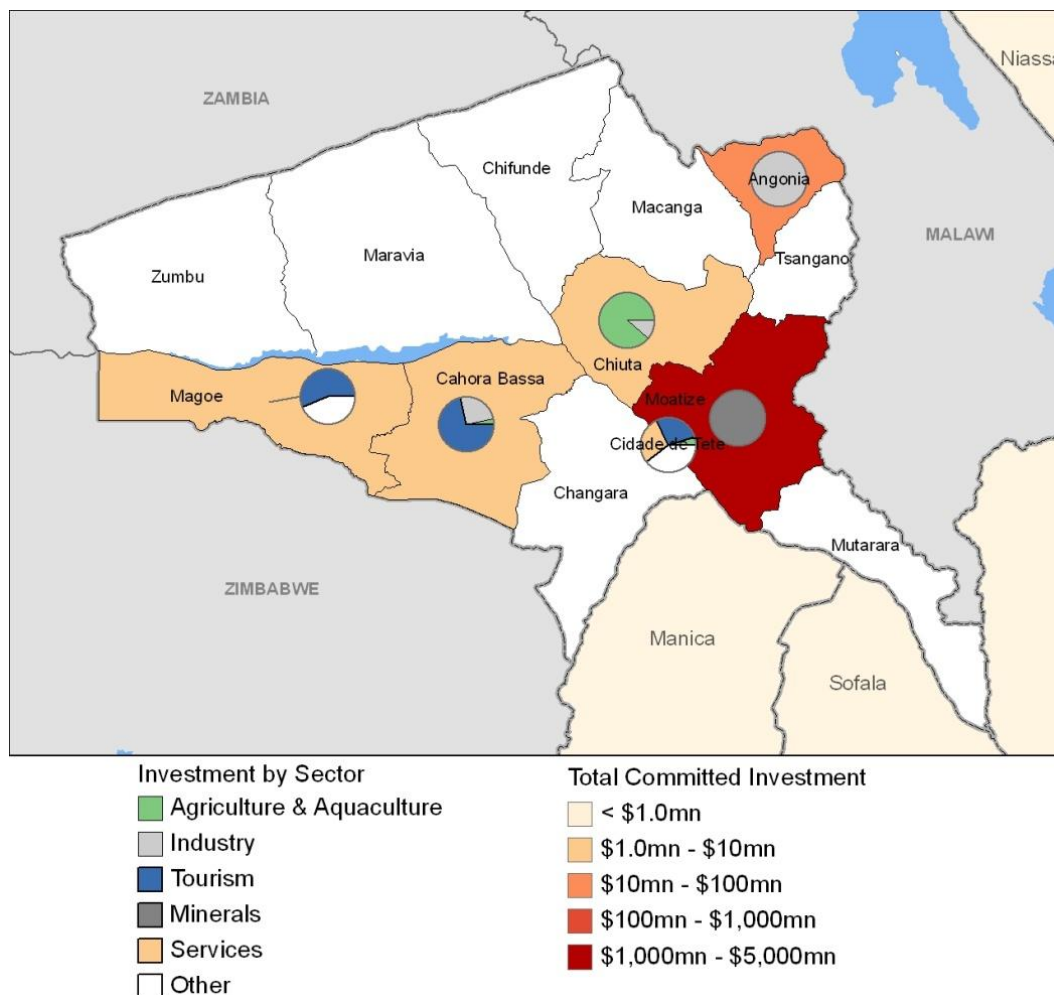 Niassa
ZAMBIA
Chifunde
Angonia
Macanga
MALAWI
Maravia
Tsangano
Zumbu
Chiuta
Cahora Bassa
Magoe
Moatize
Cidade de Tete
Changara
Mutarara
ZIMBABWE
Manica
Sofala
Investment by Sector
Agriculture & Aquaculture
Industry
Tourism
Minerals
Services
Other
Total Committed Investment
< $1.0mn
$1.0mn - $10mn
$10mn - $100mn
$100mn - $1,000mn
$1,000mn - $5,000mn